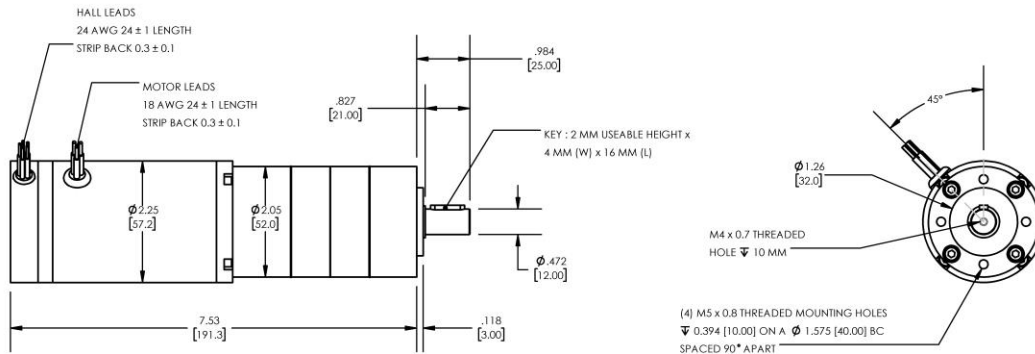 HALL LEADS
24 AWG 24 ± 1 LENGTH
STRIP BACK 0.3 ± 0.1
MOTOR LEADS
18 AWG 24 ± 1 LENGTH
STRIP BACK 0.3 ± 0.1
.984
[25.00]
.827
[21.00]
KEY : 2 MM USEABLE HEIGHT x
4 MM (W) x 16 MM (L)
Ø2.25
[57.2]
Ø2.05
[52.0]
Ø.472
[12.00]
7.53
[191.3]
.118
[3.00]
45°
Ø1.26
[32.0]
M4 x 0.7 THREADED
HOLE ↧ 10 MM
(4) M5 x 0.8 THREADED MOUNTING HOLES
↧ 0.394 [10.00] ON A Ø 1.575 [40.00] BC
SPACED 90° APART